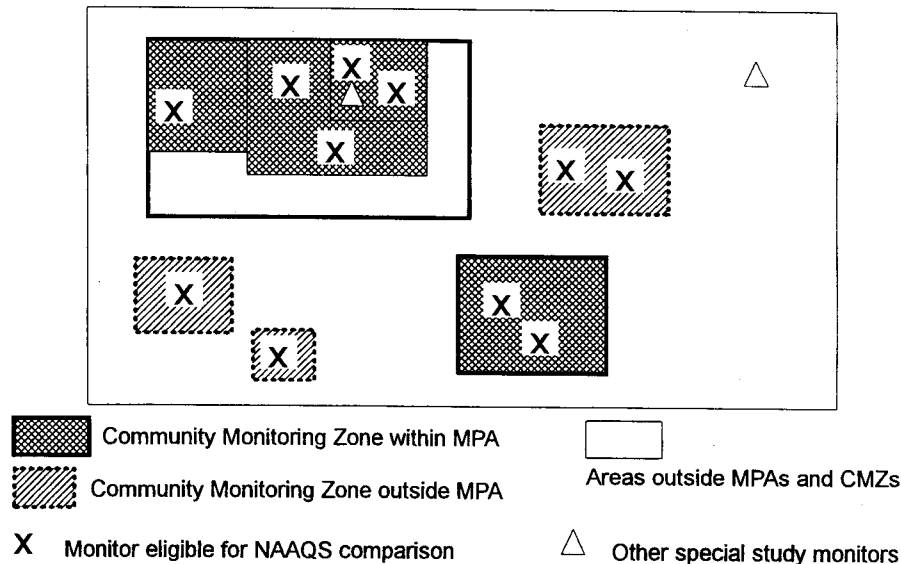 X
X
X
X
X
X
X
X
X
X
X
Community Monitoring Zone within MPA
Areas outside MPAs and CMZs
Community Monitoring Zone outside MPA
X Monitor eligible for NAAQS comparison
Other special study monitors